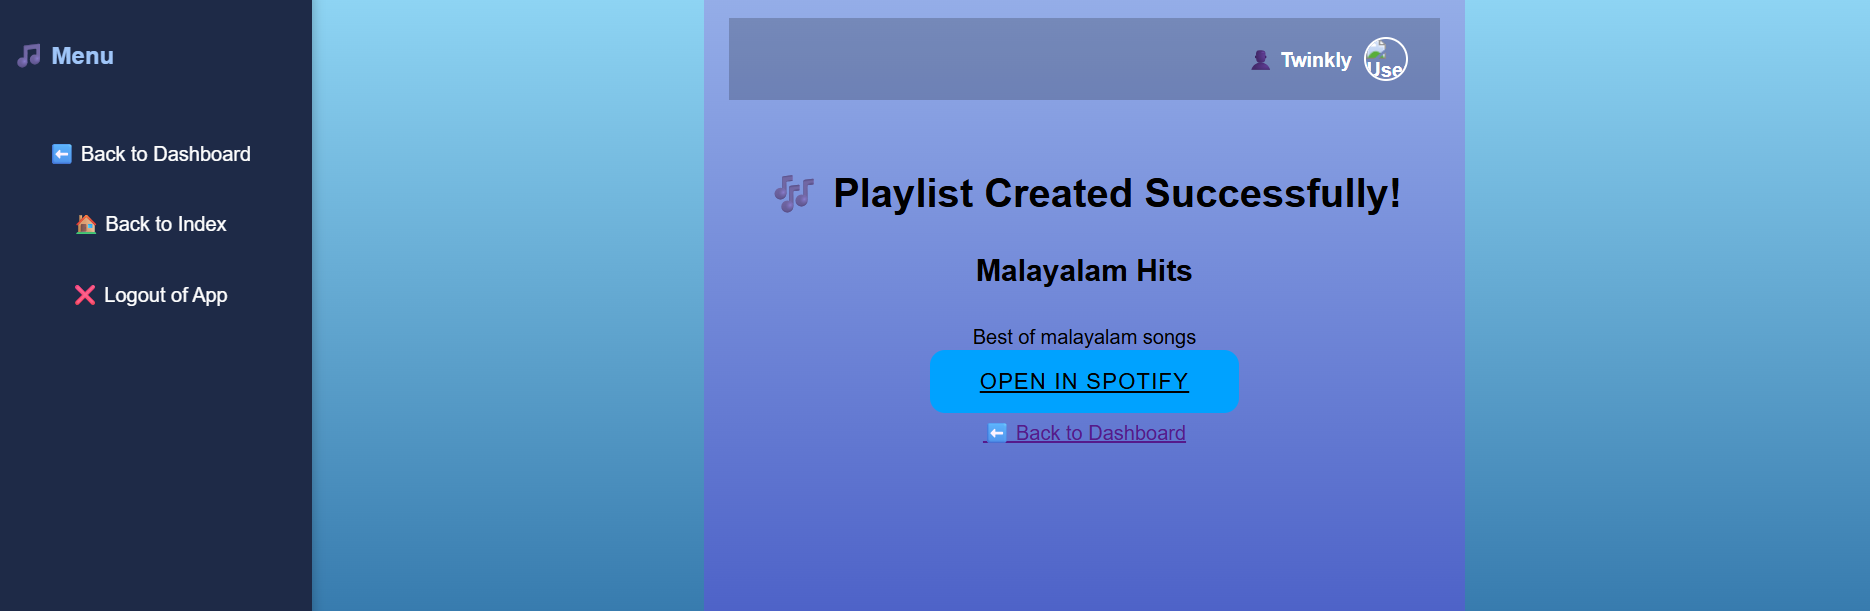 🎵 Menu
⬅️ Back to Dashboard
🏠 Back to Index
❌ Logout of App
👤 Twinkly
Use
🎶 Playlist Created Successfully!
Malayalam Hits
Best of malayalam songs
OPEN IN SPOTIFY
⬅️ Back to Dashboard